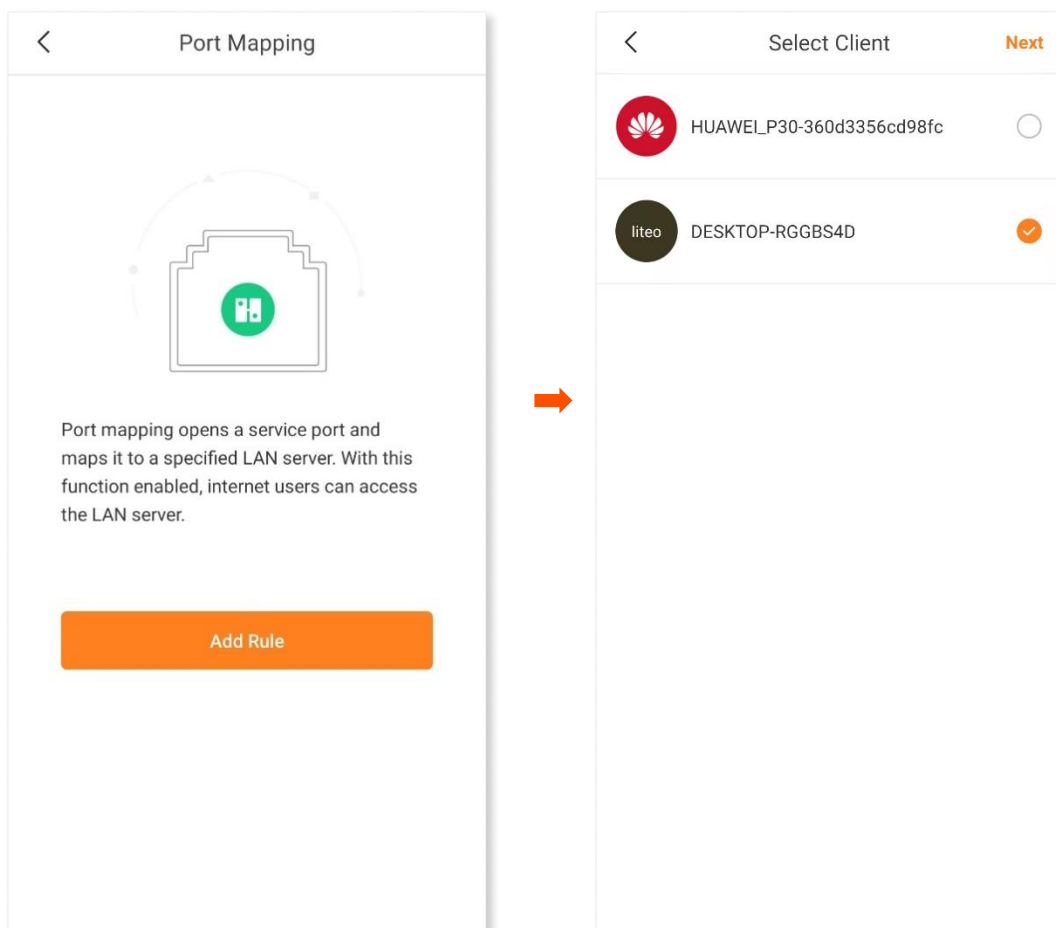 Port Mapping
Port mapping opens a service port and
maps it to a specified LAN server. With this
function enabled, internet users can access
the LAN server.
Add Rule
Select Client
Next
HUAWEI_P30-360d3356cd98fc
liteo
DESKTOP-RGGBS4D